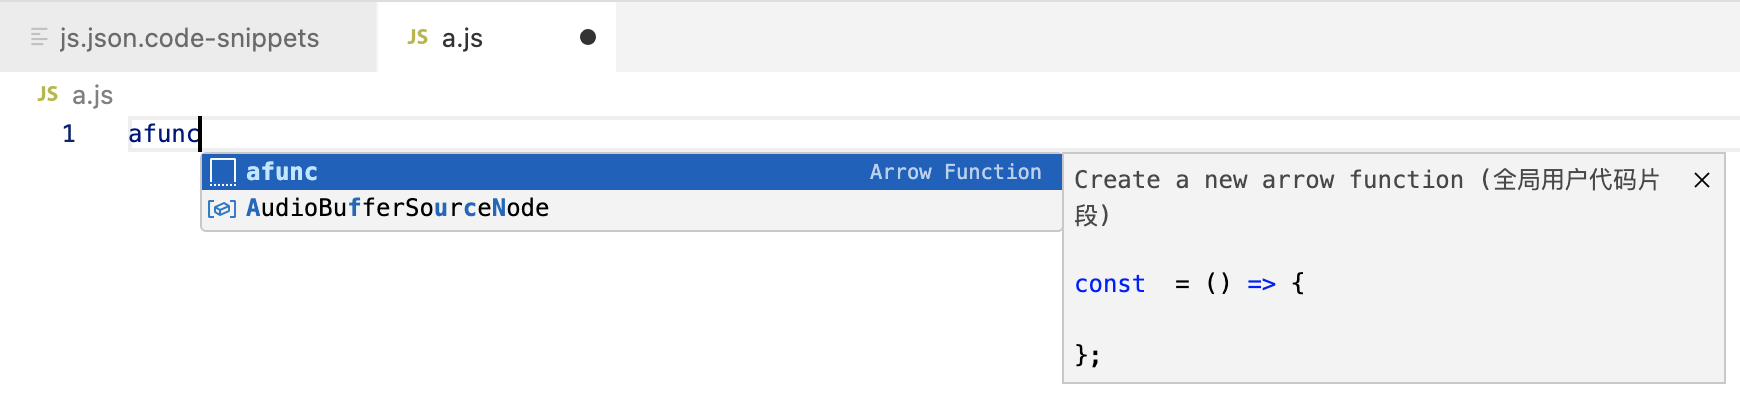 js.json.code-snippets
JS a.js
JS a.js
1 afunc
afunc Arrow Function
AudioBufferSourceNode
Create a new arrow function (全局用户代码片
段)
const  = () => {
};